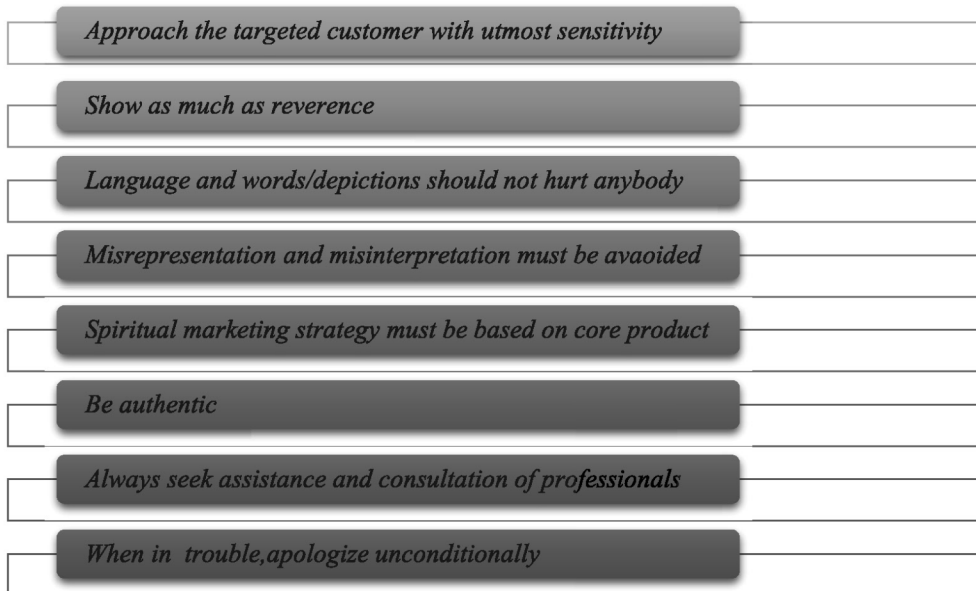 Approach the targeted customer with utmost sensitivity
Show as much as reverence
Language and words/depictions should not hurt anybody
Misrepresentation and misinterpretation must be avaoided
Spiritual marketing strategy must be based on core product
Be authentic
Always seek assistance and consultation of professionals
When in  trouble,apologize unconditionally